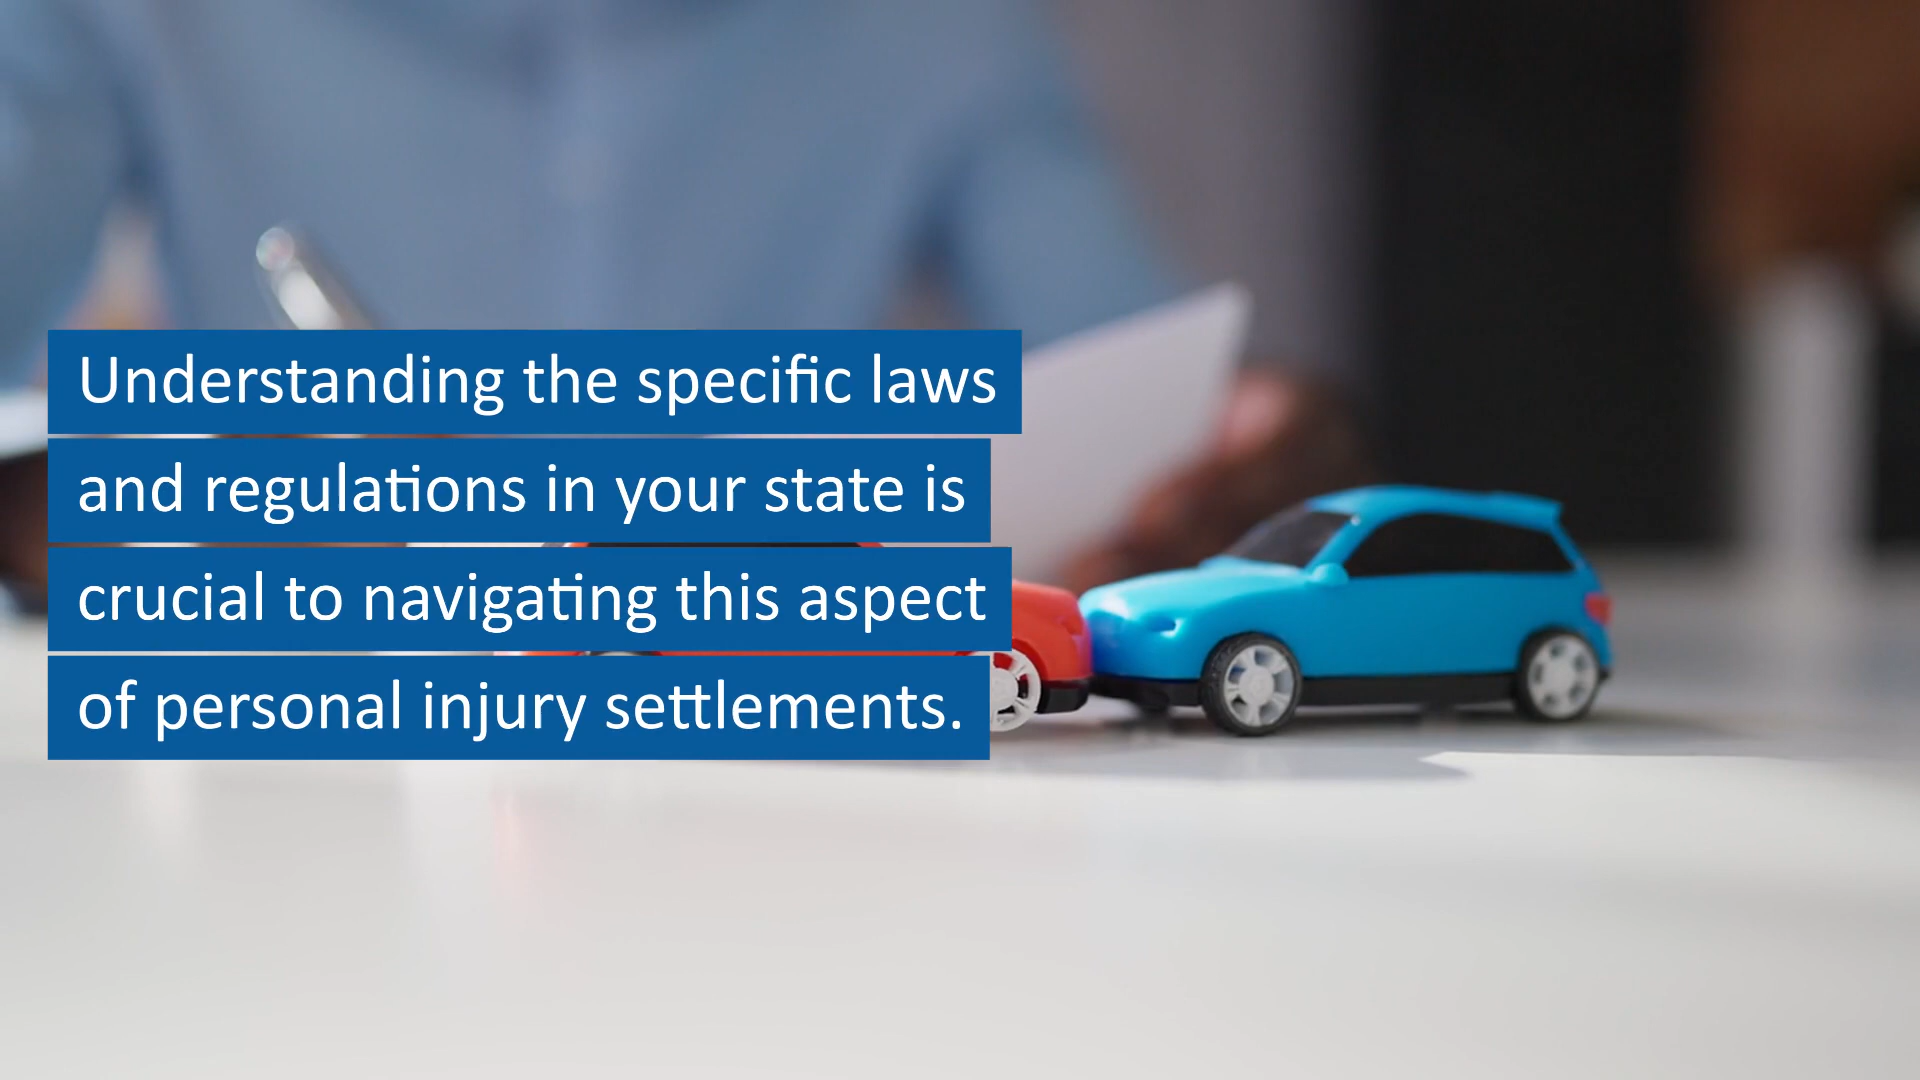 Understanding the specific laws
and regulations in your state is
crucial to navigating this aspect
of personal injury settlements.